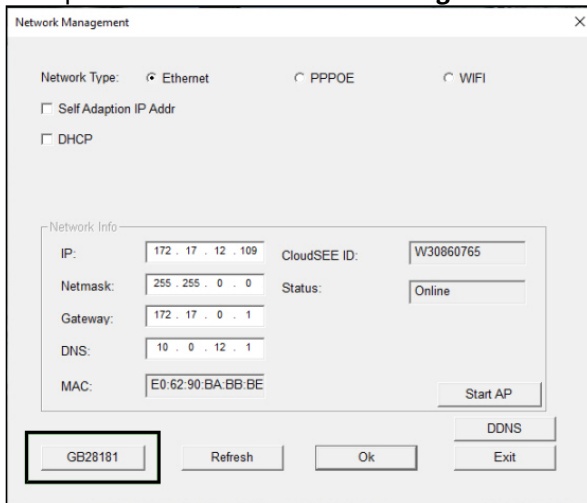 Network Management
Network Type: Ethernet PPPOE WIFI
Self Adaption IP Addr
DHCP
Network Info
IP: 172 . 17 . 12 . 109 CloudSEE ID: W30860765
Netmask: 255 . 255 . 0 . 0 Status: Online
Gateway: 172 . 17 . 0 . 1
DNS: 10 . 0 . 12 . 1
MAC: E0:62:90:BA:BB:BE
Start AP
DDNS
GB28181 Refresh Ok Exit